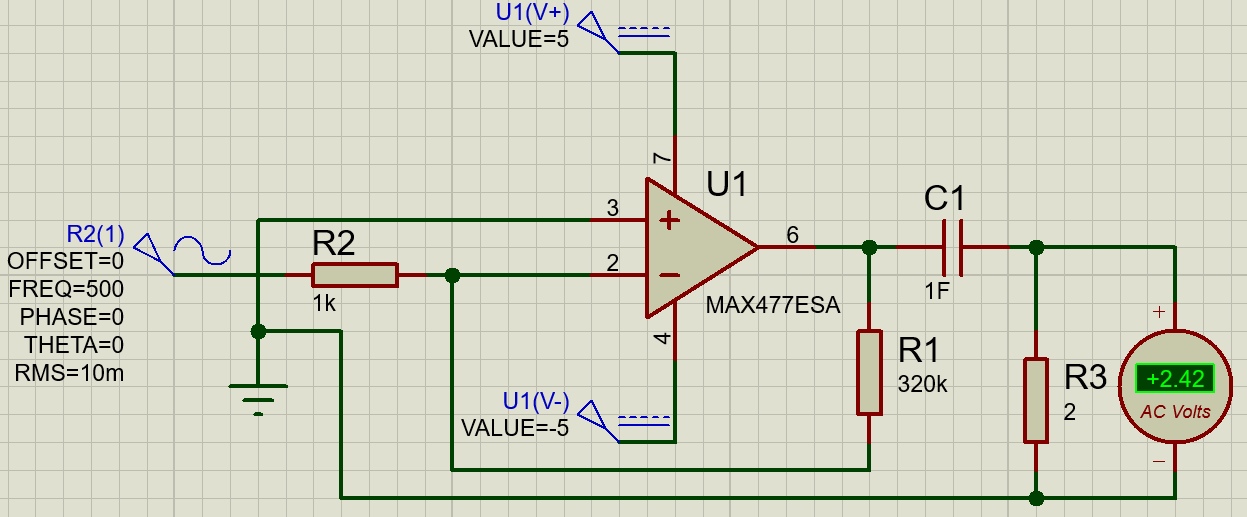 U1(V+)
VALUE=5
7
U1
3
+
6
C1
R2(1)
OFFSET=0
FREQ=500
PHASE=0
THETA=0
RMS=10m
R2
1k
2
−
1F
MAX477ESA
4
+
R1
320k
R3
2
+2.42
AC Volts
−
U1(V-)
VALUE=-5